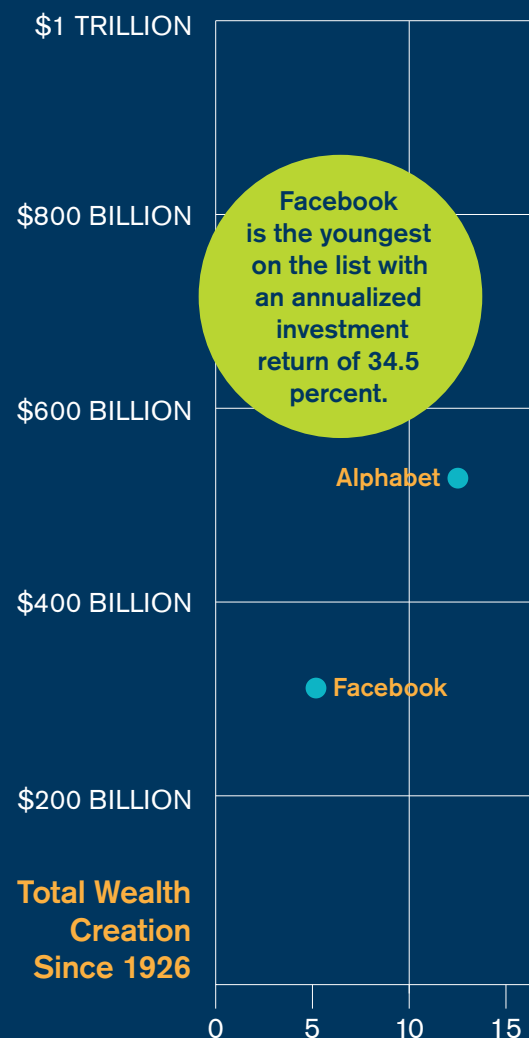 $1 TRILLION
$800 BILLION
Facebook
is the youngest
on the list with
an annualized
investment
return of 34.5
percent.
$600 BILLION
Alphabet
$400 BILLION
Facebook
$200 BILLION
Total Wealth
Creation
Since 1926
0 5 10 15